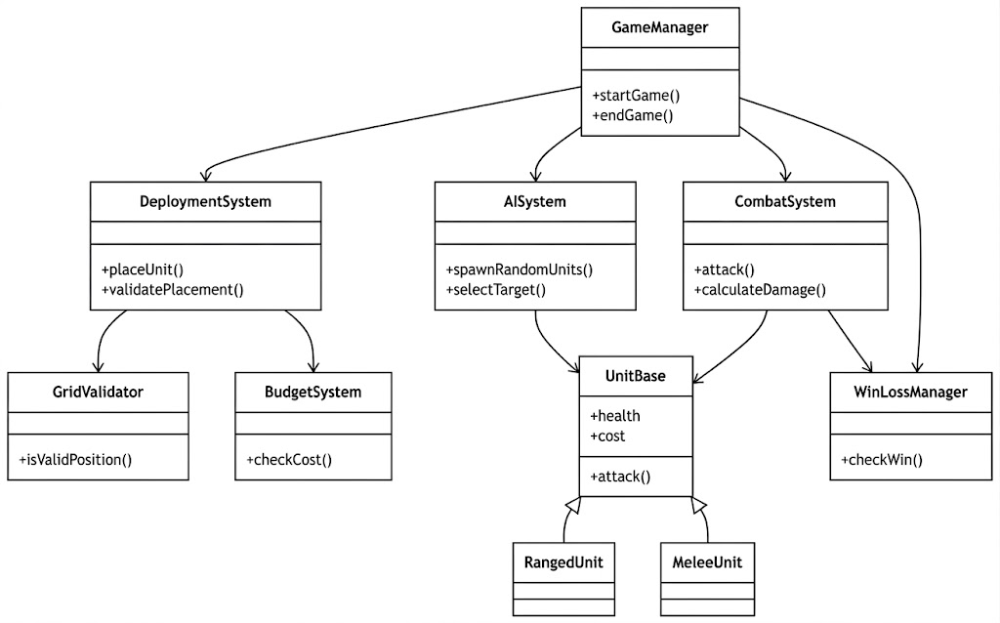 GameManager
+startGame()
+endGame()
DeploymentSystem
+placeUnit()
+validatePlacement()
AISystem
+spawnRandomUnits()
+selectTarget()
CombatSystem
+attack()
+calculateDamage()
GridValidator
+isValidPosition()
BudgetSystem
+checkCost()
UnitBase
+health
+cost
+attack()
WinLossManager
+checkWin()
RangedUnit
MeleeUnit